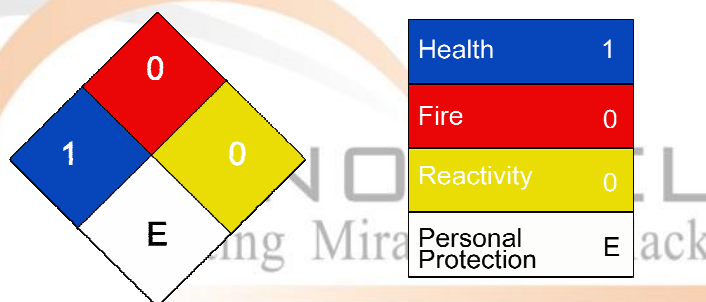 0
1
0
E
Health 1
Fire 0
Reactivity 0
Personal
Protection E